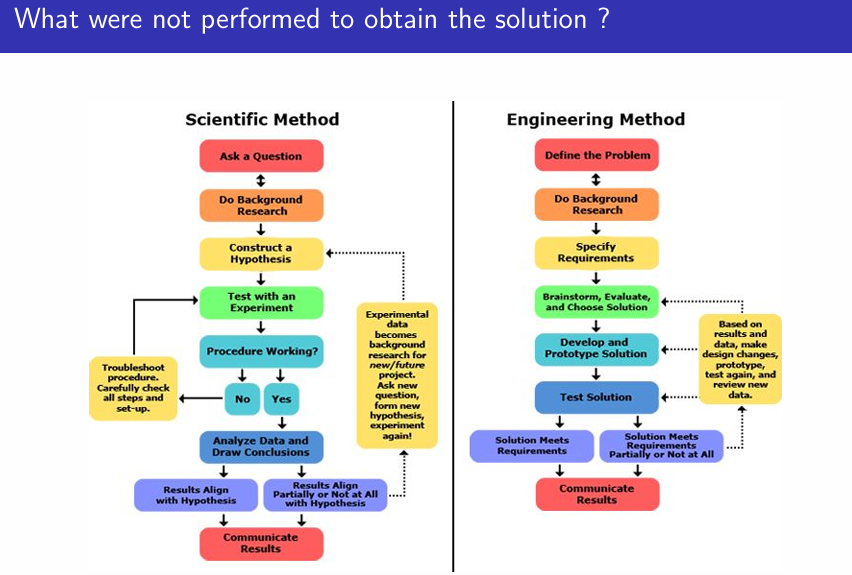 What were not performed to obtain the solution ?
Scientific Method
Ask a Question
Do Background
Research
Construct a
Hypothesis
Test with an
Experiment
Procedure Working?
No
Yes
Troubleshoot
procedure.
Carefully check
all steps and
set-up.
Experimental
data
becomes
background
research for
new/future
project.
Ask new
question,
form new
hypothesis,
experiment
again!
Analyze Data and
Draw Conclusions
Results Align
with Hypothesis
Results Align
Partially or Not at All
with Hypothesis
Communicate
Results
Engineering Method
Define the Problem
Do Background
Research
Specify
Requirements
Brainstorm, Evaluate,
and Choose Solution
Develop and
Prototype Solution
Test Solution
Based on
results and
data, make
design changes,
prototype,
test again, and
review new
data.
Solution Meets
Requirements
Solution Meets
Requirements
Partially or Not at All
Communicate
Results